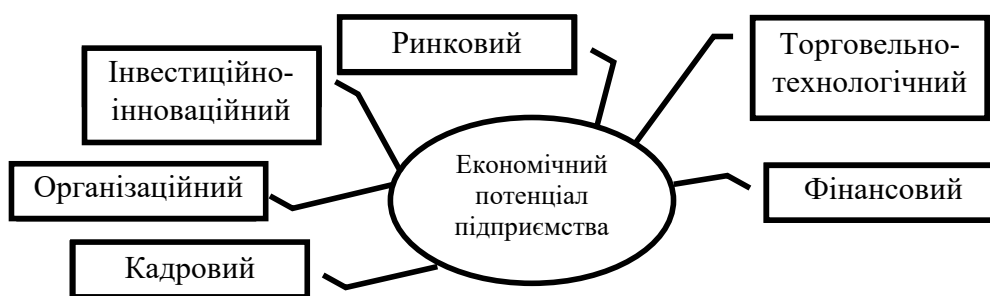 Ринковий
Торговельно-
технологічний
Інвестиційно-
інноваційний
Економічний
потенціал
підприємства
Організаційний
Фінансовий
Кадровий